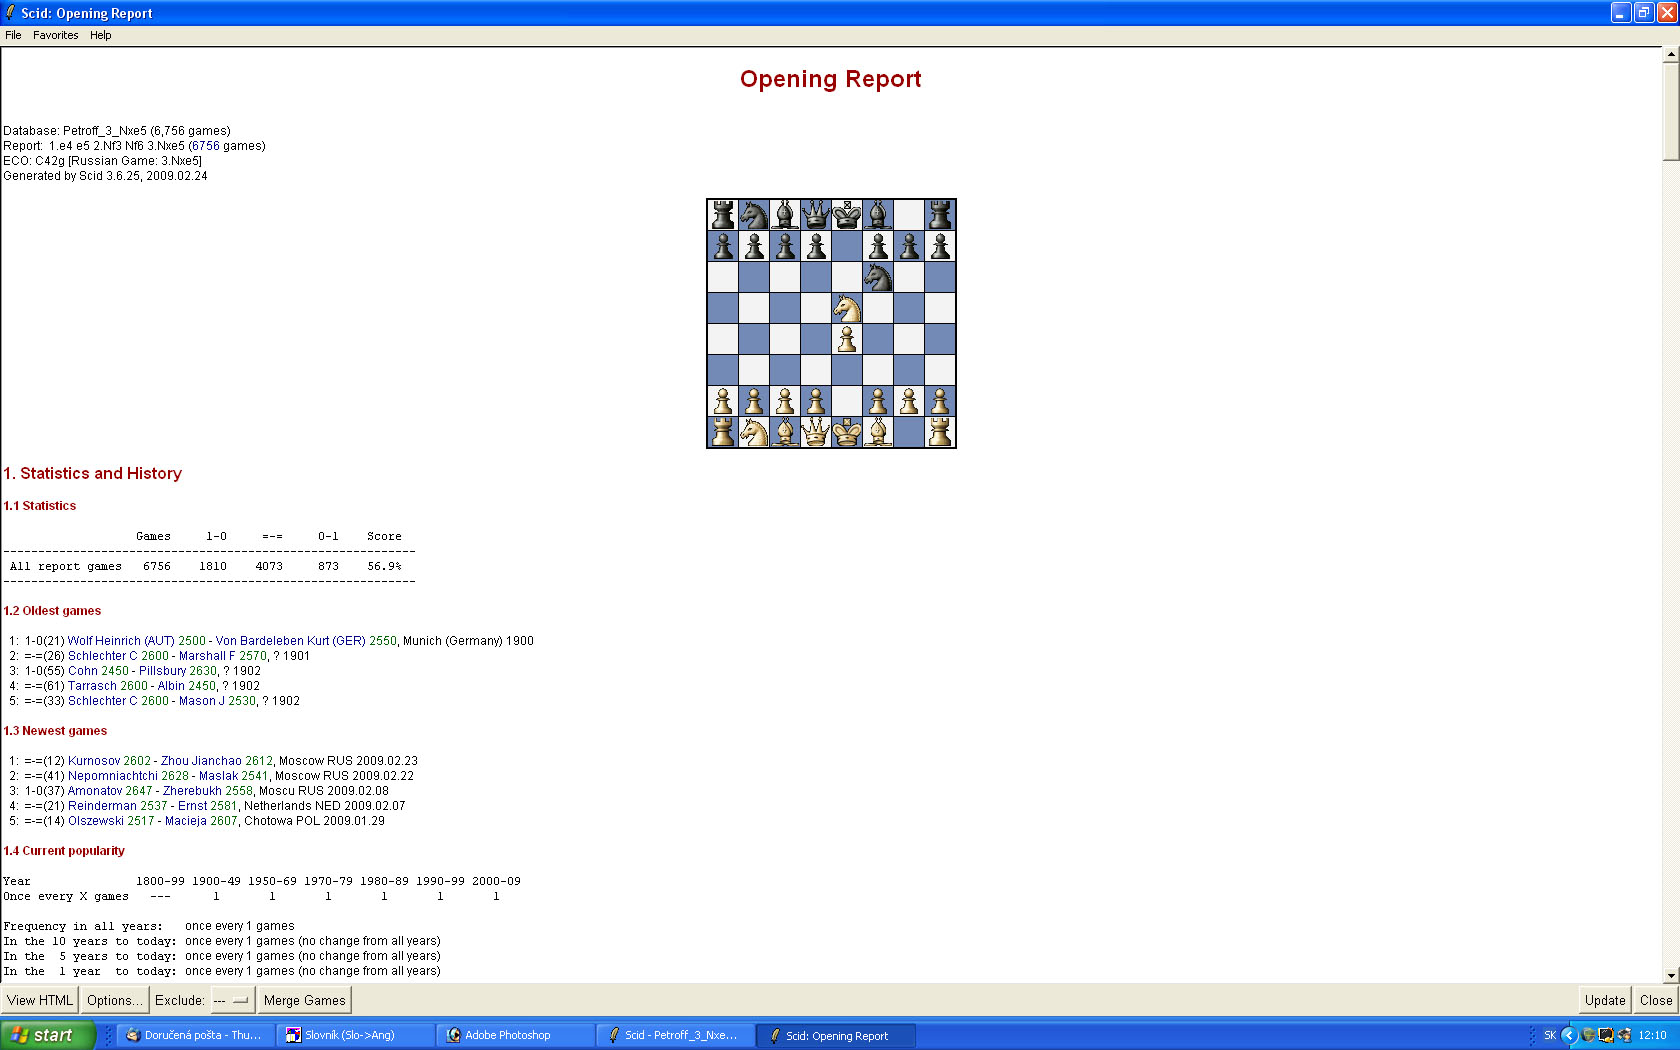 Scid: Opening Report
File Favorites Help
Opening Report
Database: Petroff_3_Nxe5 (6,756 games)
Report: 1.e4 e5 2.Nf3 Nf6 3.Nxe5 (6756 games)
ECO: C42g [Russian Game: 3.Nxe5]
Generated by Scid 3.6.25, 2009.02.24
1. Statistics and History
1.1 Statistics
Games 1-0 =-= 0-1 Score
All report games 6756 1810 4073 873 56.9%
1.2 Oldest games
1: 1-0(21) Wolf Heinrich (AUT) 2500 - Von Bardeleben Kurt (GER) 2550, Munich (Germany) 1900
2: =-=(26) Schlechter C 2600 - Marshall F 2570, ? 1901
3: 1-0(55) Cohn 2450 - Pillsbury 2630, ? 1902
4: =-=(61) Tarrasch 2600 - Albin 2450, ? 1902
5: =-=(33) Schlechter C 2600 - Mason J 2530, ? 1902
1.3 Newest games
1: =-=(12) Kurnosov 2602 - Zhou Jianchao 2612, Moscow RUS 2009.02.23
2: =-=(41) Nepomniachtchi 2628 - Maslak 2541, Moscow RUS 2009.02.22
3: 1-0(37) Amonatov 2647 - Zherebukh 2558, Moscu RUS 2009.02.08
4: =-=(21) Reinderman 2537 - Ernst 2581, Netherlands NED 2009.02.07
5: =-=(14) Olszewski 2517 - Macieja 2607, Chotowa POL 2009.01.29
1.4 Current popularity
Year 1800-99 1900-49 1950-69 1970-79 1980-89 1990-99 2000-09
Once every X games --- 1 1 1 1 1 1
Frequency in all years: once every 1 games
In the 10 years to today: once every 1 games (no change from all years)
In the 5 years to today: once every 1 games (no change from all years)
In the 1 year to today: once every 1 games (no change from all years)
View HTML Options... Exclude: --- Merge Games Update Close
start Doručená pošta - Thu... Slovník (Slo->Ang) Adobe Photoshop Scid - Petroff_3_Nxe... Scid: Opening Report SK 12:10